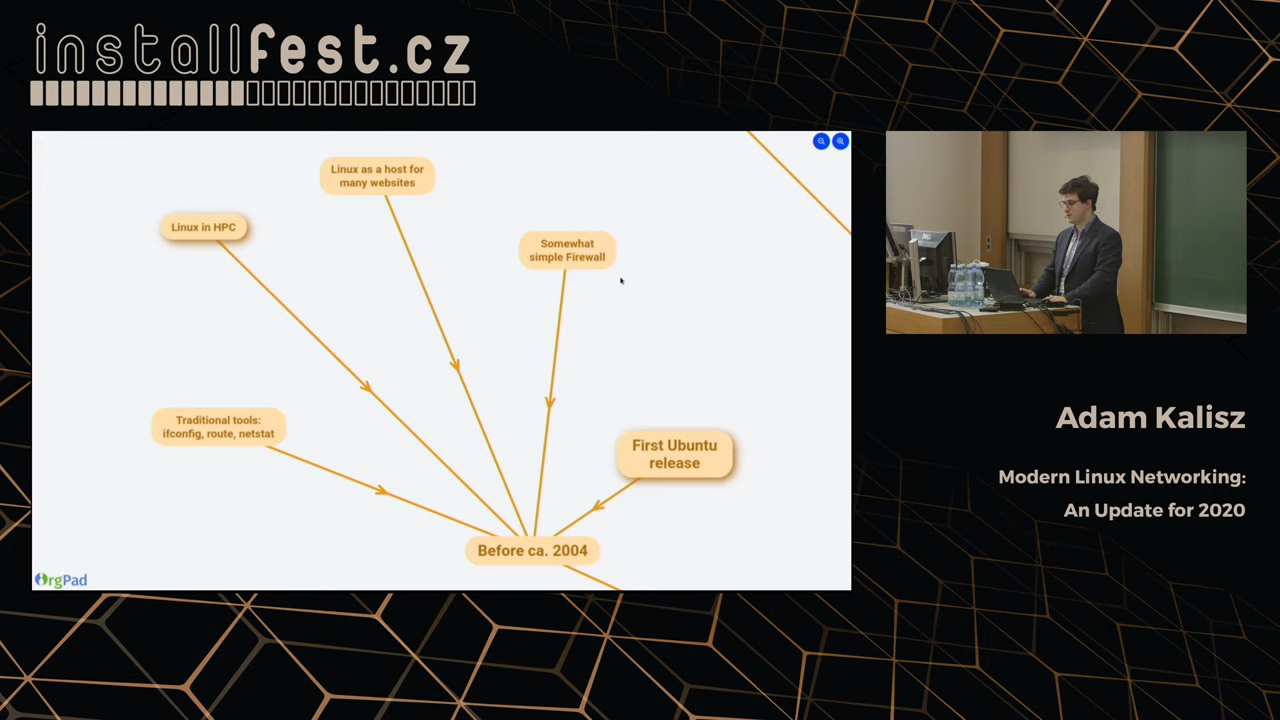 installfest.cz
Linux as a host for
many websites
Linux in HPC
Somewhat
simple Firewall
Traditional tools:
ifconfig, route, netstat
First Ubuntu
release
Before ca. 2004
OrgPad
Adam Kalisz
Modern Linux Networking:
An Update for 2020